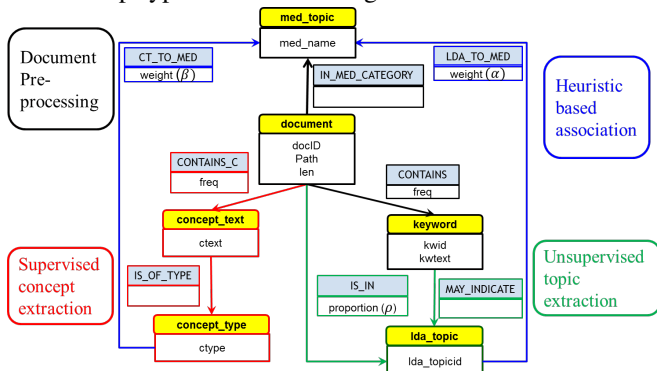 med_topic
med_name
Document
Pre-
processing
CT_TO_MED
weight (β)
LDA_TO_MED
weight (α)
IN_MED_CATEGORY
Heuristic
based
association
document
docID
Path
len
CONTAINS_C
freq
CONTAINS
freq
concept_text
ctext
keyword
kwid
kwtext
Supervised
concept
extraction
IS_OF_TYPE
IS_IN
proportion (ρ)
MAY_INDICATE
Unsupervised
topic
extraction
concept_type
ctype
lda_topic
lda_topicid